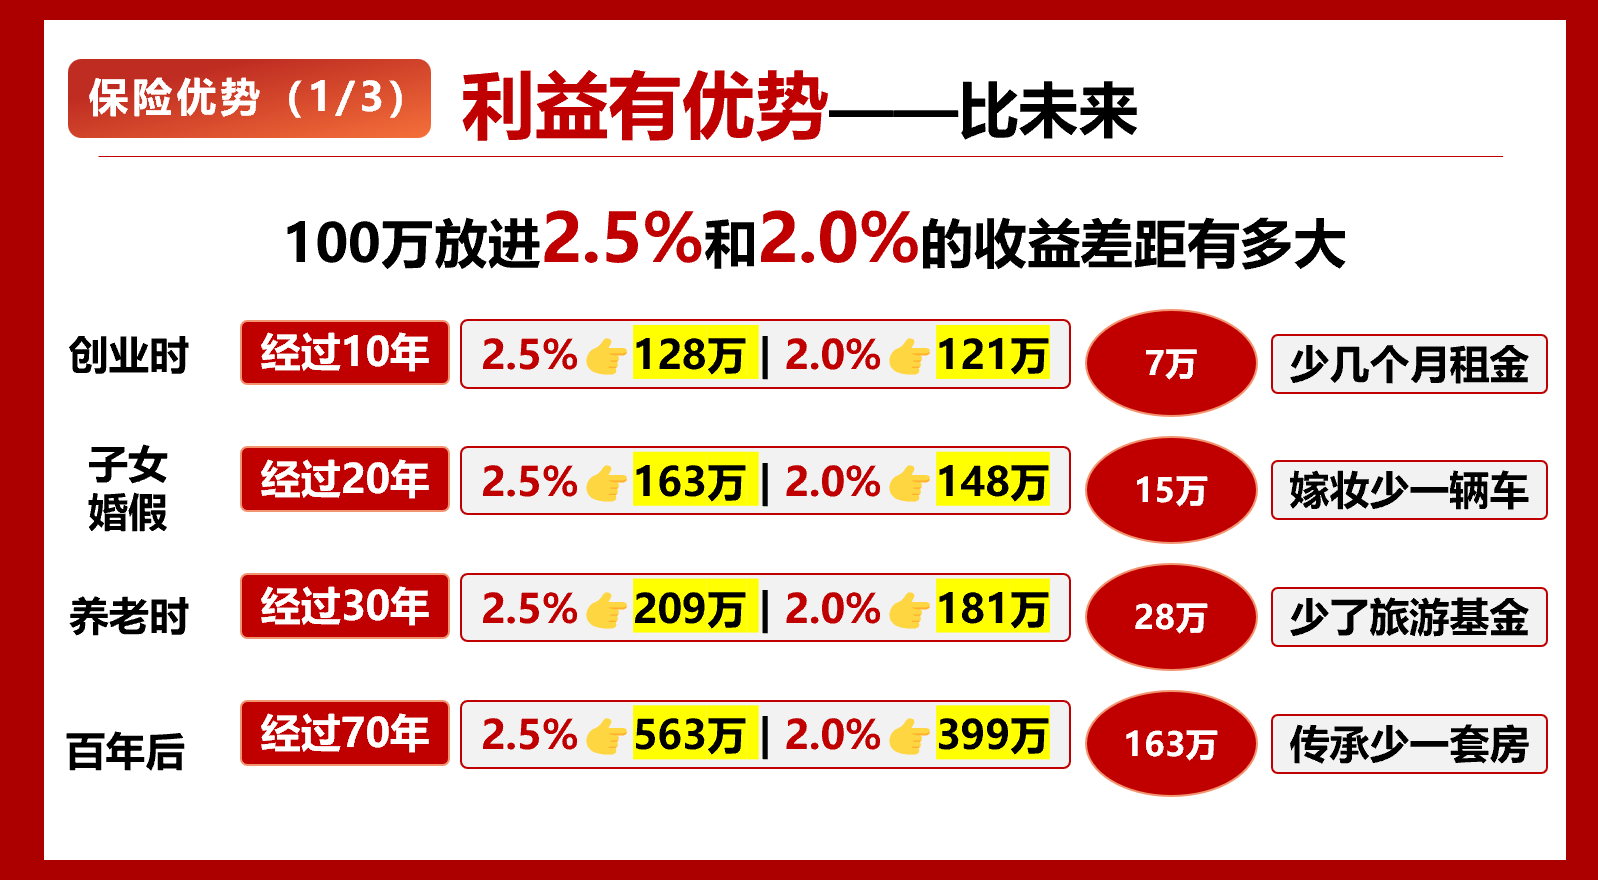 保险优势（1/3）
利益有优势——比未来
100万放进2.5%和2.0%的收益差距有多大
创业时
经过10年
2.5%👉128万 | 2.0%👉121万
7万
少几个月租金
子女
婚假
经过20年
2.5%👉163万 | 2.0%👉148万
15万
嫁妆少一辆车
养老时
经过30年
2.5%👉209万 | 2.0%👉181万
28万
少了旅游基金
百年后
经过70年
2.5%👉563万 | 2.0%👉399万
163万
传承少一套房